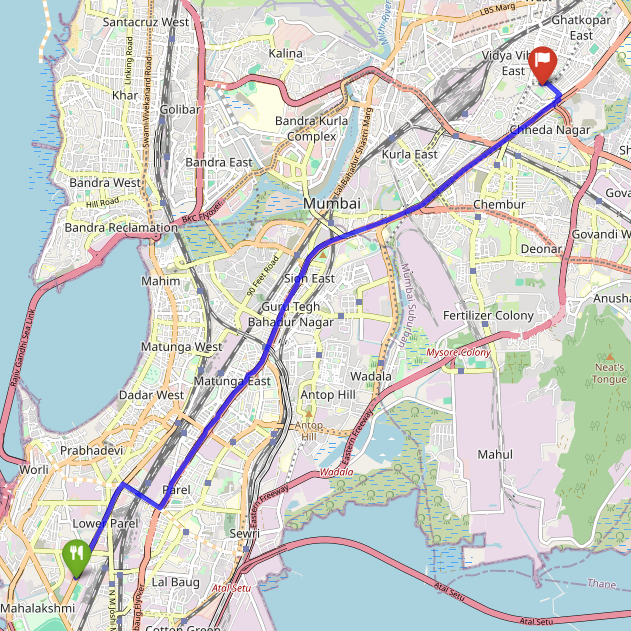 Santacruz West
LBS Marg
Ghatkopar
East
Mithi River
Kalina
Vidya Vih
East
Linking Road
Swami Vivekanand Road
Khar
Golibar
Bandra Kurla
Complex
Lalbahadur Shastri Marg
Chheda Nagar
Bandra East
Kurla East
Bandra West
Hill Road
BKC Flyover
Mumbai
Chembur
Bandra Reclamation
Govandi W
Deonar
90 Feet Road
Sion East
Mahim
Mumbai Suburban
Anusha
Rajiv Gandhi Sea Link
Guru Tegh
Bahadur Nagar
Fertilizer Colony
Matunga West
Mysore Colony
Matunga East
Wadala
Neat's
Tongue
Dadar West
Antop Hill
Antop
Hill
Eastern Freeway
Prabhadevi
Mahul
Worli
Wadala
Parel
Eastern Freeway
Lower Parel
Sewri
Lal Baug
Atal Setu
Thane
Mahalakshmi
N M Joshi
Atal Setu
Atal Setu
Cotton Green